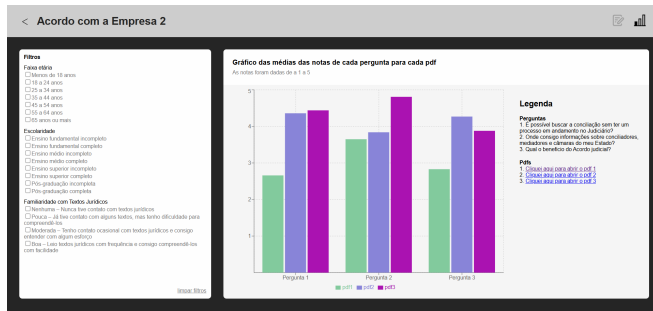 < Acordo com a Empresa 2
Filtros
Faixa etária
Menos de 18 anos
18 a 24 anos
25 a 34 anos
35 a 44 anos
45 a 54 anos
55 a 64 anos
65 anos ou mais
Escolaridade
Ensino fundamental incompleto
Ensino fundamental completo
Ensino médio incompleto
Ensino médio completo
Ensino superior incompleto
Ensino superior completo
Pós-graduação incompleta
Pós-graduação completa
Familiaridade com Textos Jurídicos
Nenhuma – Nunca tive contato com textos jurídicos
Pouca – Já tive contato com alguns textos, mas tenho dificuldade para
compreendê-los
Moderada – Tenho contato ocasional com textos jurídicos e consigo
entender com algum esforço
Boa – Leio textos jurídicos com frequência e consigo compreendê-los
com facilidade
limpar filtros
Gráfico das médias das notas de cada pergunta para cada pdf
As notas foram dadas de a 1 a 5
5
4
3
2
1
Pergunta 1 Pergunta 2 Pergunta 3
pdf1 pdf2 pdf3
Legenda
Perguntas
1. É possível buscar a conciliação sem ter um
processo em andamento no Judiciário?
2. Onde consigo informações sobre conciliadores,
mediadores e câmaras do meu Estado?
3. Qual o benefício do Acordo judicial?
Pdfs
1. Clique aqui para abrir o pdf 1
2. Clique aqui para abrir o pdf 2
3. Clique aqui para abrir o pdf 3